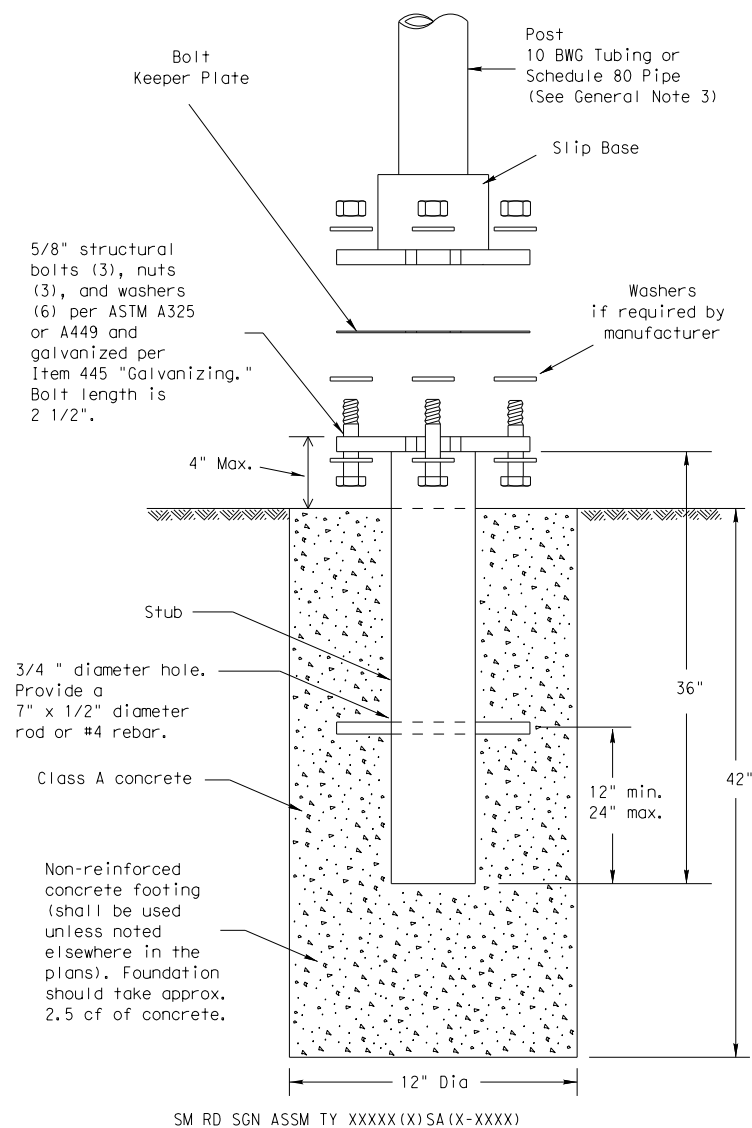 Post
10 BWG Tubing or
Schedule 80 Pipe
(See General Note 3)
Bolt
Keeper Plate
Slip Base
5/8" structural
bolts (3), nuts
(3), and washers
(6) per ASTM A325
or A449 and
galvanized per
Item 445 "Galvanizing."
Bolt length is
2 1/2".
Washers
if required by
manufacturer
4" Max.
Stub
3/4 " diameter hole.
Provide a
7" x 1/2" diameter
rod or #4 rebar.
36"
Class A concrete
12" min.
24" max.
42"
Non-reinforced
concrete footing
(shall be used
unless noted
elsewhere in the
plans). Foundation
should take approx.
2.5 cf of concrete.
12" Dia
SM RD SGN ASSM TY XXXXX(X)SA(X-XXXX)